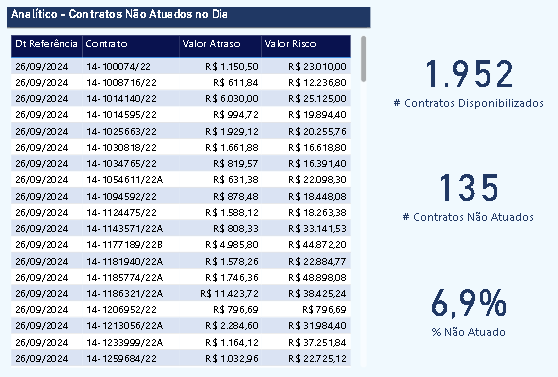 Analítico - Contratos Não Atuados no Dia
Dt Referência Contrato Valor Atraso Valor Risco
26/09/2024 14-100074/22 R$ 1.150,50 R$ 23.010,00
26/09/2024 14-1008716/22 R$ 611,84 R$ 12.236,80
26/09/2024 14-1014140/22 R$ 6.030,00 R$ 25.125,00
26/09/2024 14-1014595/22 R$ 994,72 R$ 19.894,40
26/09/2024 14-1025663/22 R$ 1.929,12 R$ 20.255,76
26/09/2024 14-1030818/22 R$ 1.661,88 R$ 16.618,80
26/09/2024 14-1034765/22 R$ 819,57 R$ 16.391,40
26/09/2024 14-1054611/22A R$ 631,38 R$ 22.098,30
26/09/2024 14-1094592/22 R$ 878,48 R$ 18.448,08
26/09/2024 14-1124475/22 R$ 1.588,12 R$ 18.263,38
26/09/2024 14-1143571/22A R$ 808,33 R$ 33.141,53
26/09/2024 14-1177189/22B R$ 4.985,80 R$ 44.872,20
26/09/2024 14-1181940/22A R$ 1.578,26 R$ 22.884,77
26/09/2024 14-1185774/22A R$ 1.746,36 R$ 48.898,08
26/09/2024 14-1186321/22A R$ 11.423,72 R$ 38.425,24
26/09/2024 14-1206952/22 R$ 796,69 R$ 796,69
26/09/2024 14-1213056/22A R$ 2.284,60 R$ 31.984,40
26/09/2024 14-1233999/22A R$ 1.164,12 R$ 37.251,84
26/09/2024 14-1259684/22 R$ 1.032,96 R$ 22.725,12
1.952
# Contratos Disponibilizados
135
# Contratos Não Atuados
6,9%
% Não Atuado